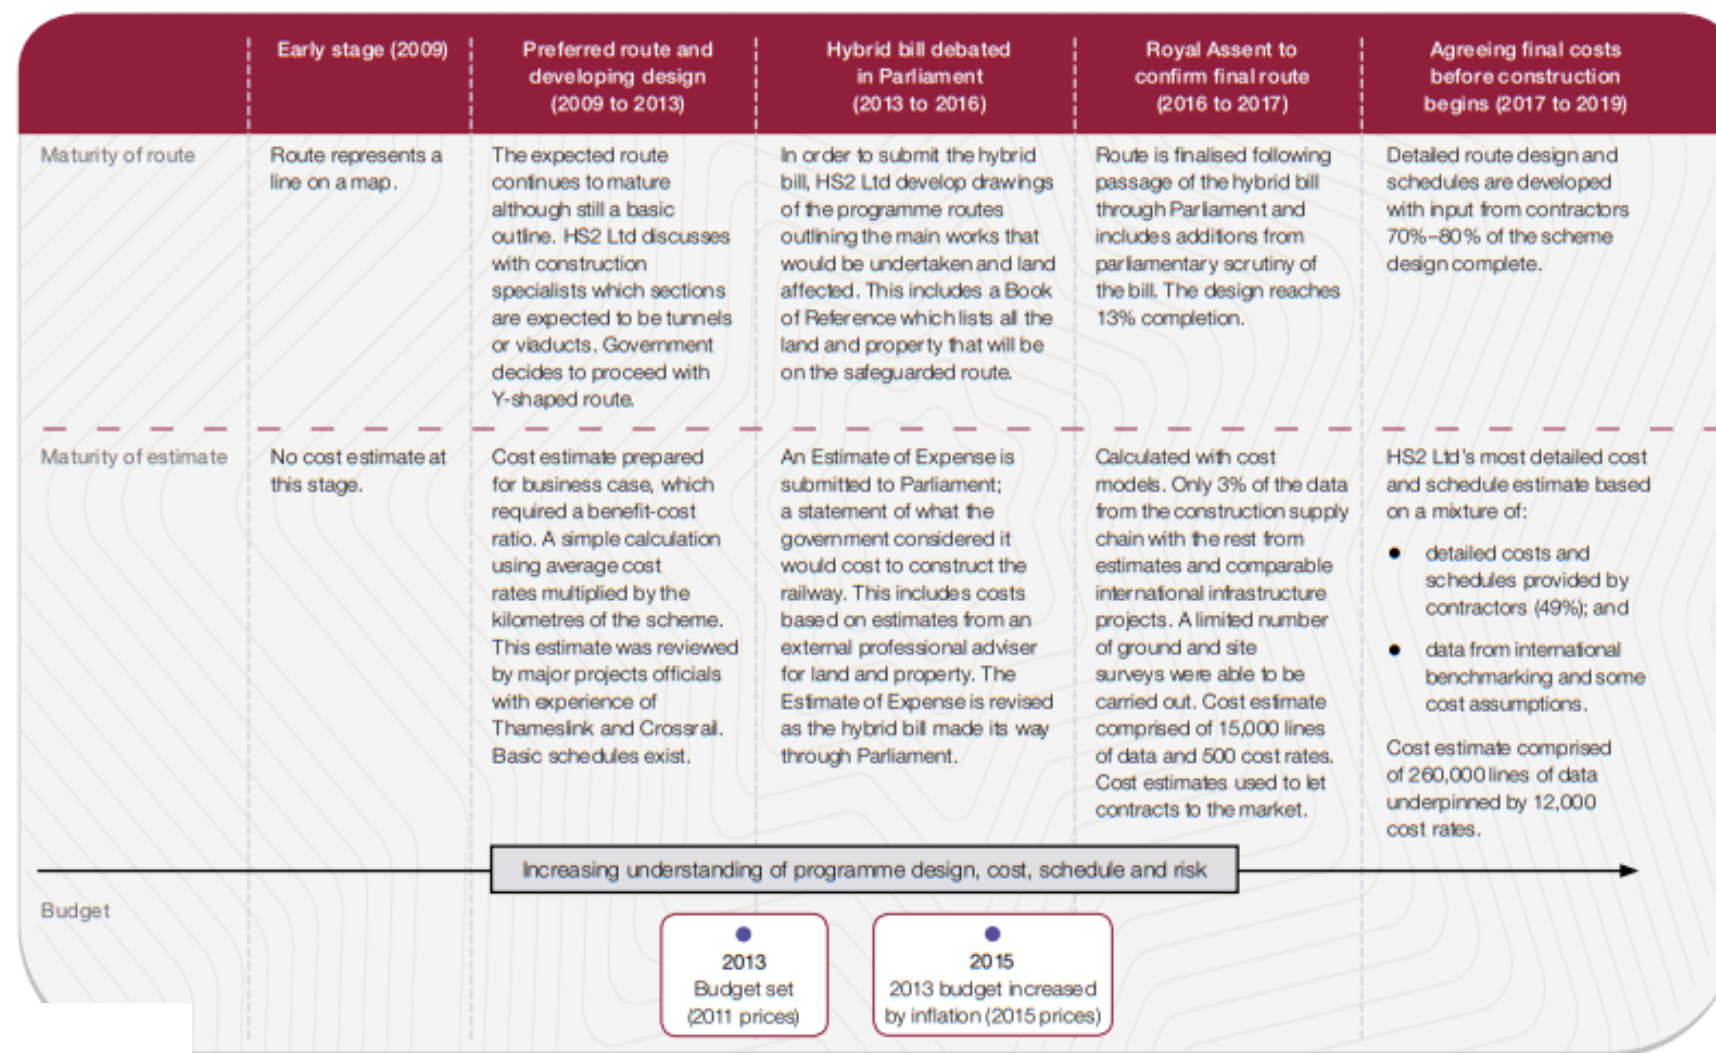 Early stage (2009)
Preferred route and
developing design
(2009 to 2013)
Hybrid bill debated
in Parliament
(2013 to 2016)
Royal Assent to
confirm final route
(2016 to 2017)
Agreeing final costs
before construction
begins (2017 to 2019)
Maturity of route
Route represents a
line on a map.
The expected route
continues to mature
although still a basic
outline. HS2 Ltd discusses
with construction
specialists which sections
are expected to be tunnels
or viaducts. Government
decides to proceed with
Y-shaped route.
In order to submit the hybrid
bill, HS2 Ltd develop drawings
of the programme routes
outlining the main works that
would be undertaken and land
affected. This includes a Book
of Reference which lists all the
land and property that will be
on the safeguarded route.
Route is finalised following
passage of the hybrid bill
through Parliament and
includes additions from
parliamentary scrutiny of
the bill. The design reaches
13% completion.
Detailed route design and
schedules are developed
with input from contractors
70%–80% of the scheme
design complete.
Maturity of estimate
No cost estimate at
this stage.
Cost estimate prepared
for business case, which
required a benefit-cost
ratio. A simple calculation
using average cost
rates multiplied by the
kilometres of the scheme.
This estimate was reviewed
by major projects officials
with experience of
Thameslink and Crossrail.
Basic schedules exist.
An Estimate of Expense is
submitted to Parliament;
a statement of what the
government considered it
would cost to construct the
railway. This includes costs
based on estimates from an
external professional adviser
for land and property. The
Estimate of Expense is revised
as the hybrid bill made its way
through Parliament.
Calculated with cost
models. Only 3% of the data
from the construction supply
chain with the rest from
estimates and comparable
international infrastructure
projects. A limited number
of ground and site
surveys were able to be
carried out. Cost estimate
comprised of 15,000 lines
of data and 500 cost rates.
Cost estimates used to let
contracts to the market.
HS2 Ltd's most detailed cost
and schedule estimate based
on a mixture of:
● detailed costs and
schedules provided by
contractors (49%); and
● data from international
benchmarking and some
cost assumptions.
Cost estimate comprised
of 260,000 lines of data
underpinned by 12,000
cost rates.
Increasing understanding of programme design, cost, schedule and risk
Budget
2013
Budget set
(2011 prices)
2015
2013 budget increased
by inflation (2015 prices)